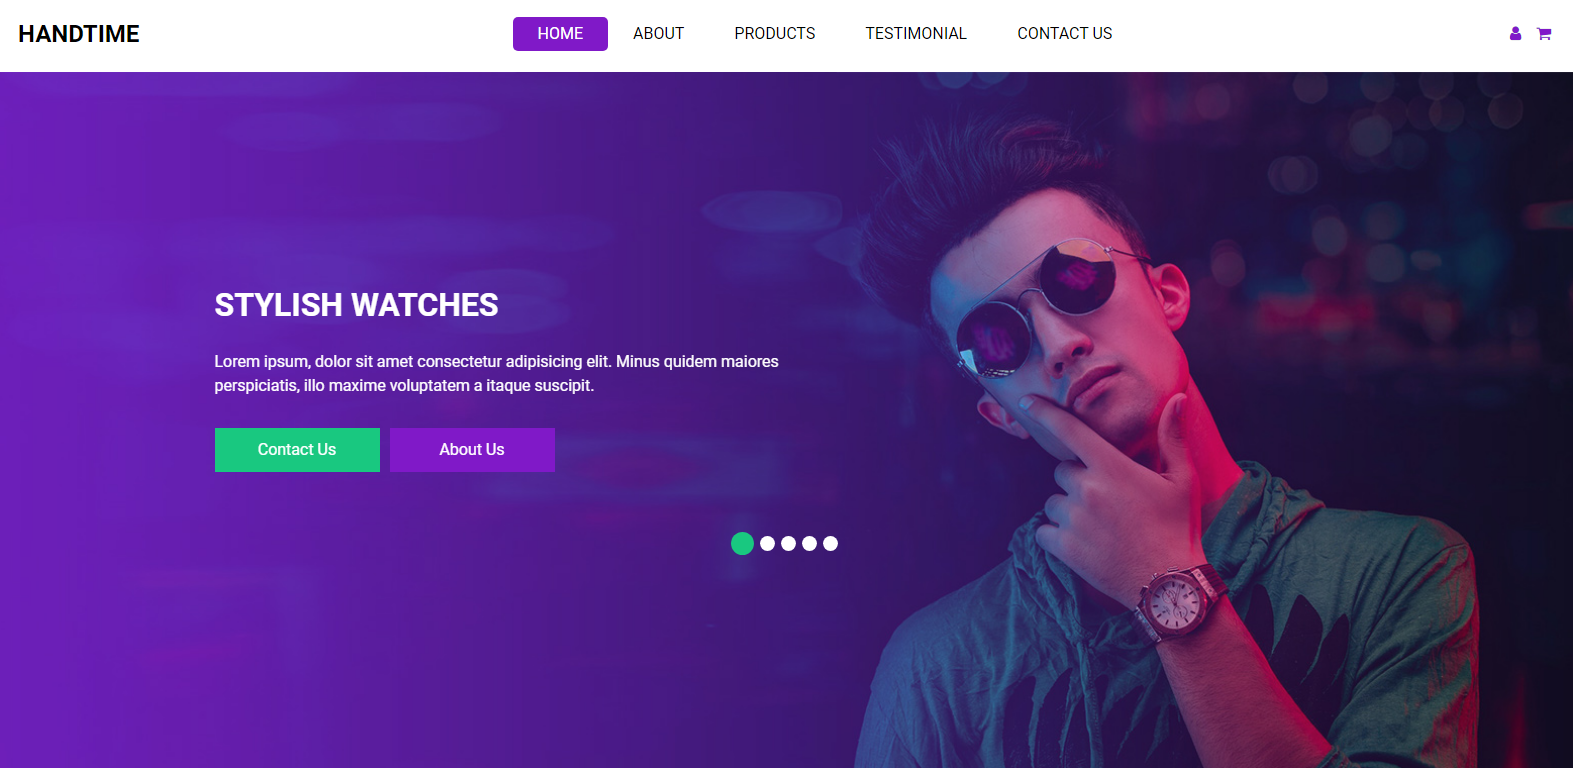 HANDTIME
HOME ABOUT PRODUCTS TESTIMONIAL CONTACT US
STYLISH WATCHES
Lorem ipsum, dolor sit amet consectetur adipisicing elit. Minus quidem maiores
perspiciatis, illo maxime voluptatem a itaque suscipit.
Contact Us About Us